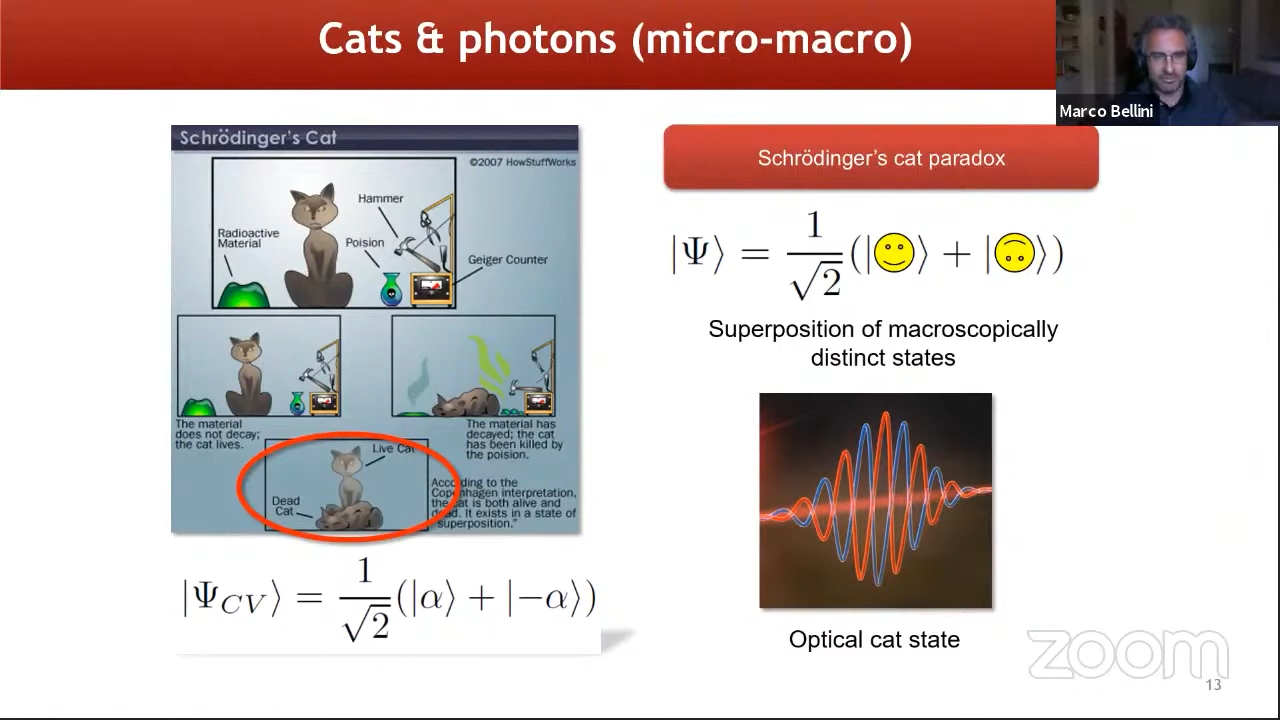 Cats & photons (micro-macro)
Marco Bellini
Schrödinger's Cat
©2007 HowStuffWorks
Hammer
Radioactive
Material
Poision
Geiger Counter
The material
does not decay;
the cat lives.
The material has
decayed; the cat
has been killed by
the poision.
Live Cat
Dead
Cat
According to the
Copenhagen interpretation,
the cat is both alive and
dead. It exists in a state of
"superposition."
|Ψ_{CV}⟩ = 1/√2 (|α⟩ + |−α⟩)
Schrödinger's cat paradox
|Ψ⟩ = 1/√2 (|🙂⟩ + |🙃⟩)
Superposition of macroscopically
distinct states
Optical cat state
zoom
13